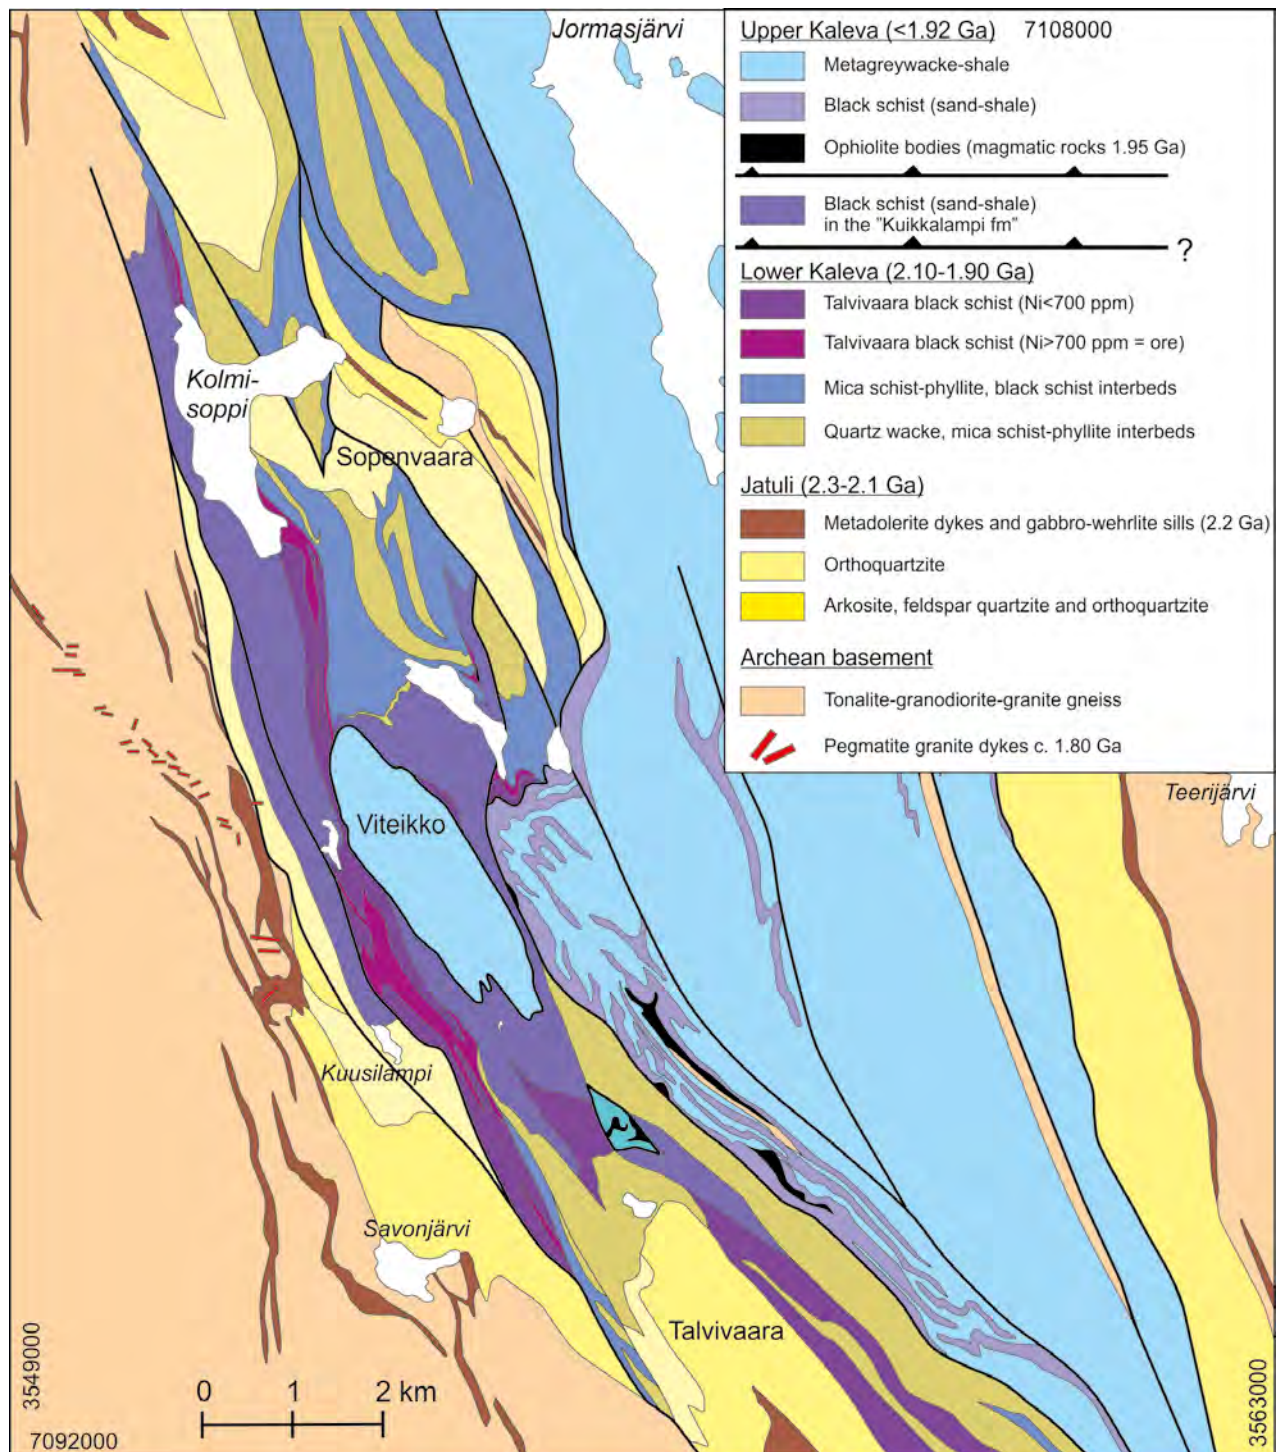 Jormasjärvi
Upper Kaleva (<1.92 Ga) 7108000
Metagreywacke-shale
Black schist (sand-shale)
Ophiolite bodies (magmatic rocks 1.95 Ga)
Black schist (sand-shale)
in the "Kuikkalampi fm"
?
Lower Kaleva (2.10-1.90 Ga)
Talvivaara black schist (Ni<700 ppm)
Talvivaara black schist (Ni>700 ppm = ore)
Mica schist-phyllite, black schist interbeds
Quartz wacke, mica schist-phyllite interbeds
Jatuli (2.3-2.1 Ga)
Metadolerite dykes and gabbro-wehrlite sills (2.2 Ga)
Orthoquartzite
Arkosite, feldspar quartzite and orthoquartzite
Archean basement
Tonalite-granodiorite-granite gneiss
Pegmatite granite dykes c. 1.80 Ga
Kolmi-
soppi
Sopenvaara
Teerijärvi
Viteikko
Kuusilampi
Savonjärvi
Talvivaara
0 1 2 km
3549000
7092000
3563000